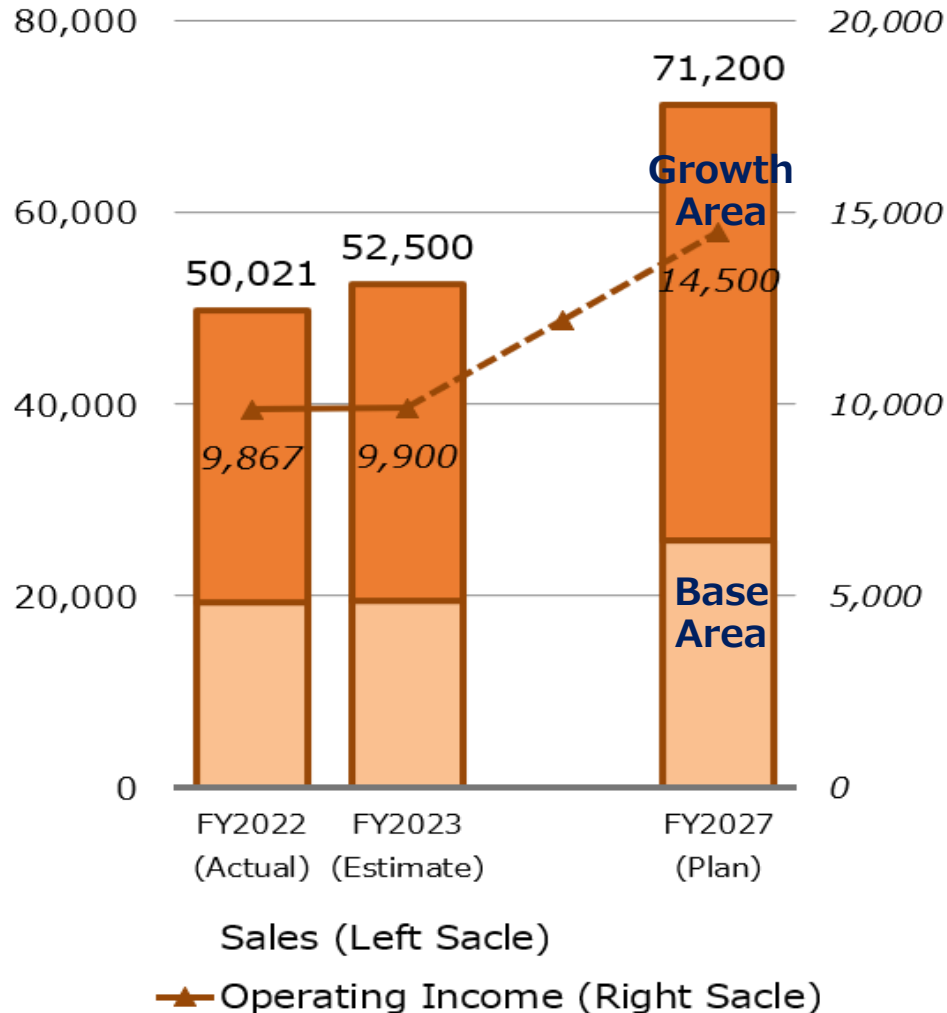 80,000
20,000
71,200
Growth
Area
60,000
15,000
52,500
50,021
14,500
40,000
10,000
9,867
9,900
20,000
5,000
Base
Area
0
0
FY2022
(Actual)
FY2023
(Estimate)
FY2027
(Plan)
Sales (Left Sacle)
Operating Income (Right Sacle)